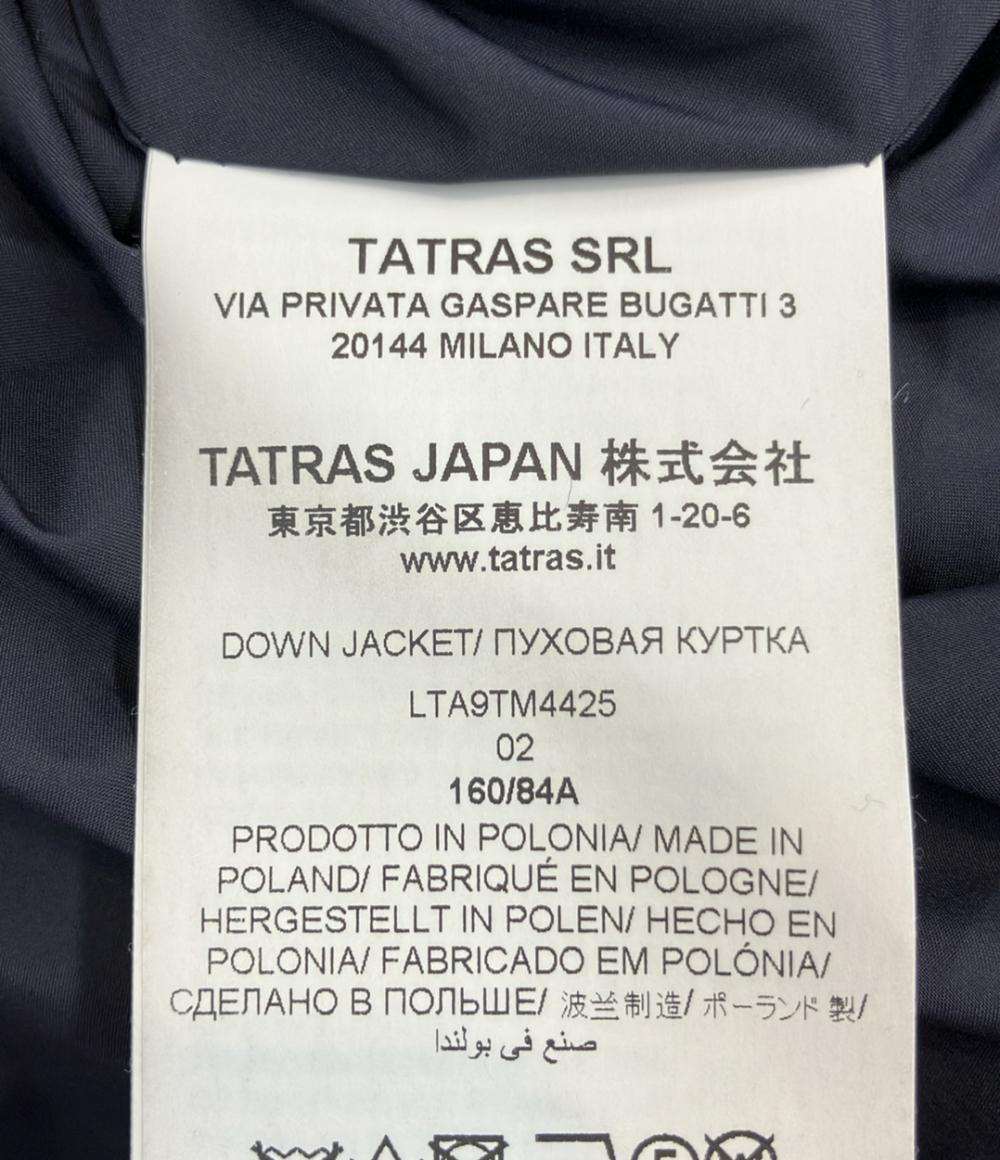 TATRAS SRL
VIA PRIVATA GASPARE BUGATTI 3
20144 MILANO ITALY
TATRAS JAPAN 株式会社
東京都渋谷区恵比寿南 1-20-6
www.tatras.it
DOWN JACKET/ ПУХОВАЯ КУРТКА
LTA9TM4425
02
160/84A
PRODOTTO IN POLONIA/ MADE IN
POLAND/ FABRIQUÉ EN POLOGNE/
HERGESTELLT IN POLEN/ HECHO EN
POLONIA/ FABRICADO EM POLÓNIA/
СДЕЛАНО В ПОЛЬШЕ/ 波兰制造/ ポーランド 製/
صنع في بولندا